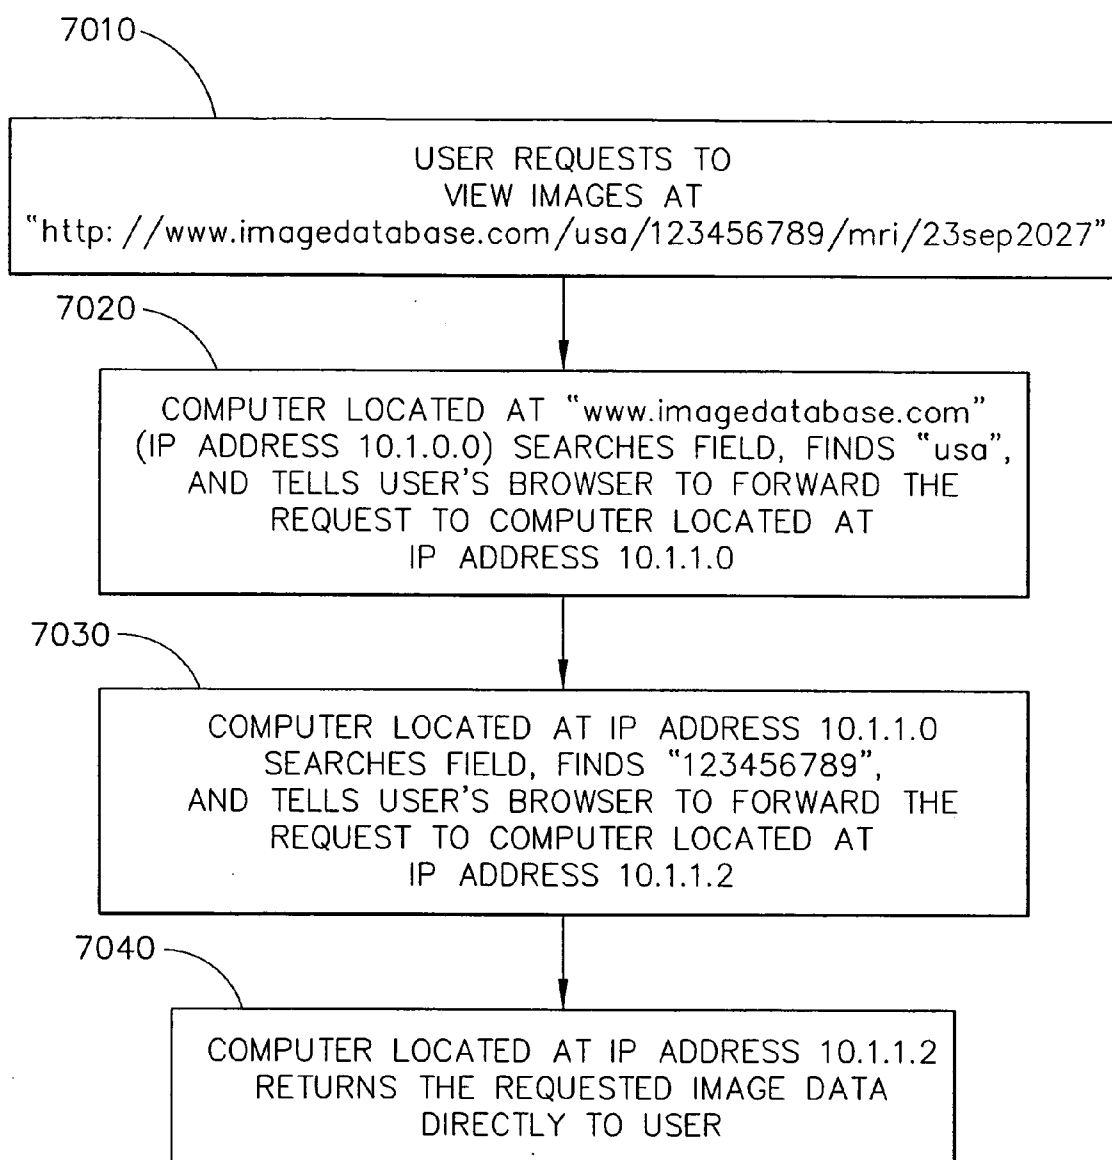 7010
USER REQUESTS TO
VIEW IMAGES AT
"http://www.imagedatabase.com/usa/123456789/mri/23sep2027"
7020
COMPUTER LOCATED AT "www.imagedatabase.com"
(IP ADDRESS 10.1.0.0) SEARCHES FIELD, FINDS "usa",
AND TELLS USER'S BROWSER TO FORWARD THE
REQUEST TO COMPUTER LOCATED AT
IP ADDRESS 10.1.1.0
7030
COMPUTER LOCATED AT IP ADDRESS 10.1.1.0
SEARCHES FIELD, FINDS "123456789",
AND TELLS USER'S BROWSER TO FORWARD THE
REQUEST TO COMPUTER LOCATED AT
IP ADDRESS 10.1.1.2
7040
COMPUTER LOCATED AT IP ADDRESS 10.1.1.2
RETURNS THE REQUESTED IMAGE DATA
DIRECTLY TO USER